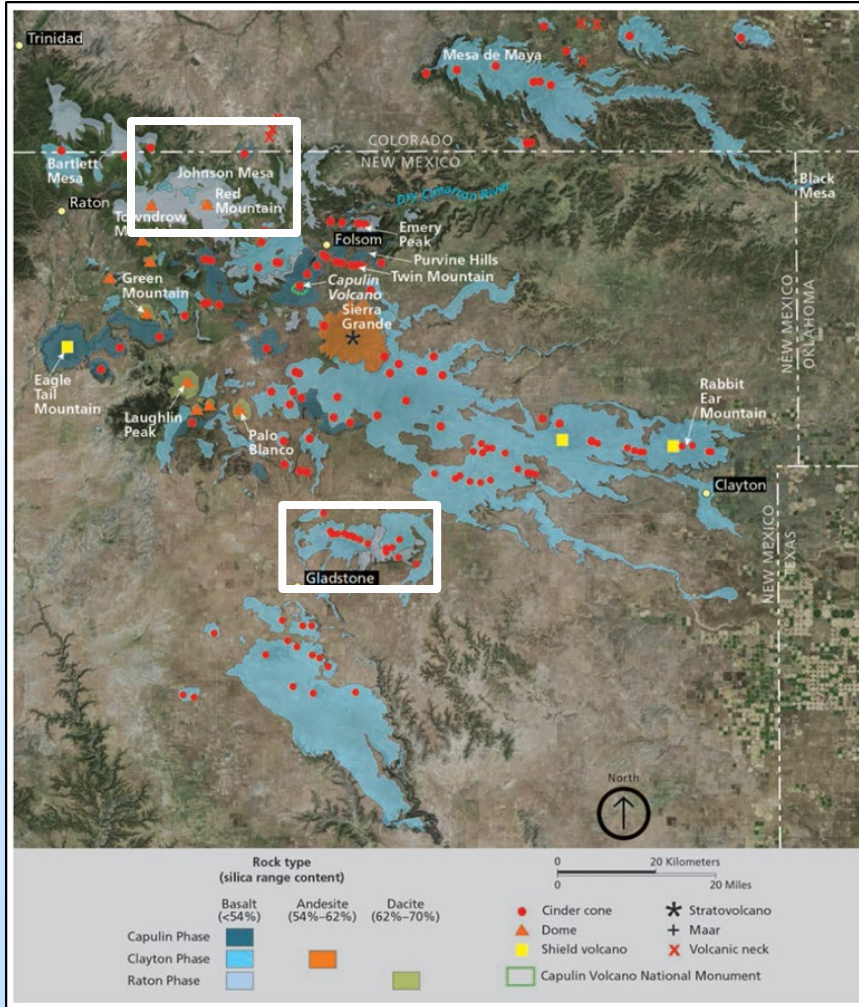 Trinidad
Mesa de Maya
COLORADO
NEW MEXICO
Bartlett
Mesa
Johnson Mesa
Black
Mesa
Dry Cimarron River
Raton
Red
Mountain
Towndrow
Emery
Peak
Folsom
Purvine Hills
Twin Mountain
Green
Mountain
Capulin
Volcano
Sierra
Grande
NEW MEXICO
OKLAHOMA
Eagle
Tail
Mountain
Rabbit
Ear
Mountain
Laughlin
Peak
Palo
Blanco
Clayton
Gladstone
NEW MEXICO
TEXAS
North
Rock type
(silica range content)
Basalt
(<54%)
Andesite
(54%–62%)
Dacite
(62%–70%)
Capulin Phase
Clayton Phase
Raton Phase
0 20 Kilometers
0 20 Miles
Cinder cone
Dome
Shield volcano
Stratovolcano
Maar
Volcanic neck
Capulin Volcano National Monument